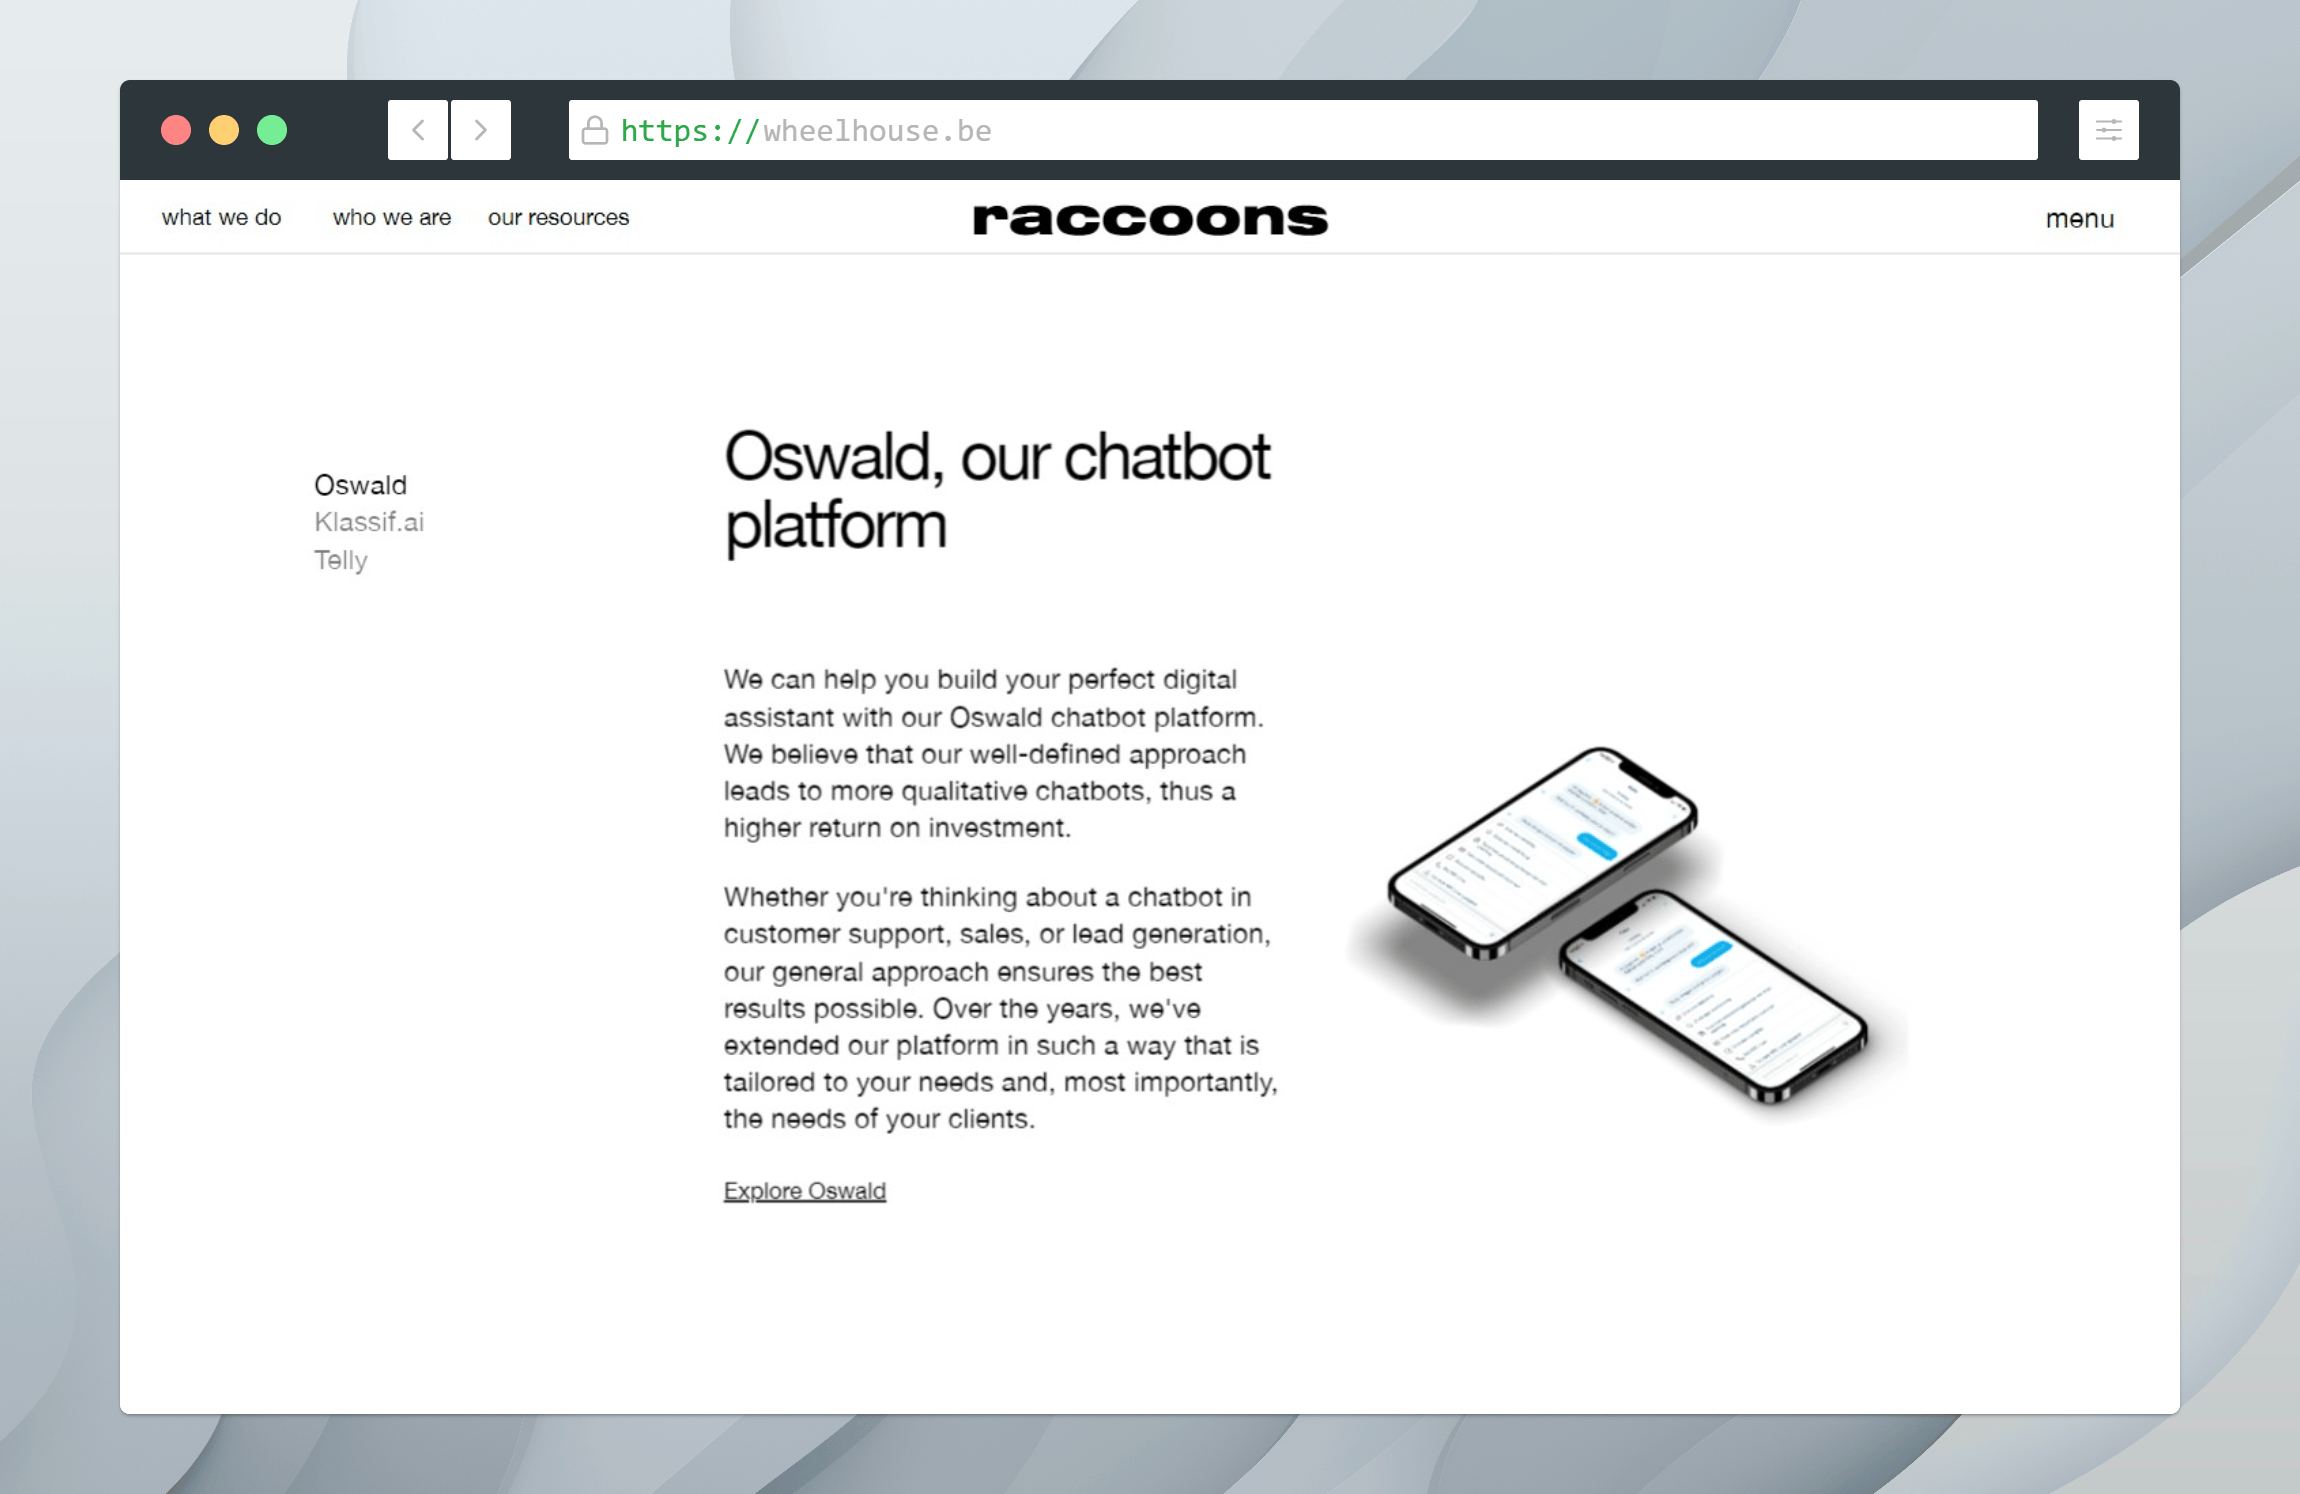 https://wheelhouse.be
what we do
who we are
our resources
raccoons
menu
Oswald
Klassif.ai
Telly
Oswald, our chatbot
platform
We can help you build your perfect digital
assistant with our Oswald chatbot platform.
We believe that our well-defined approach
leads to more qualitative chatbots, thus a
higher return on investment.
Whether you're thinking about a chatbot in
customer support, sales, or lead generation,
our general approach ensures the best
results possible. Over the years, we've
extended our platform in such a way that is
tailored to your needs and, most importantly,
the needs of your clients.
Explore Oswald